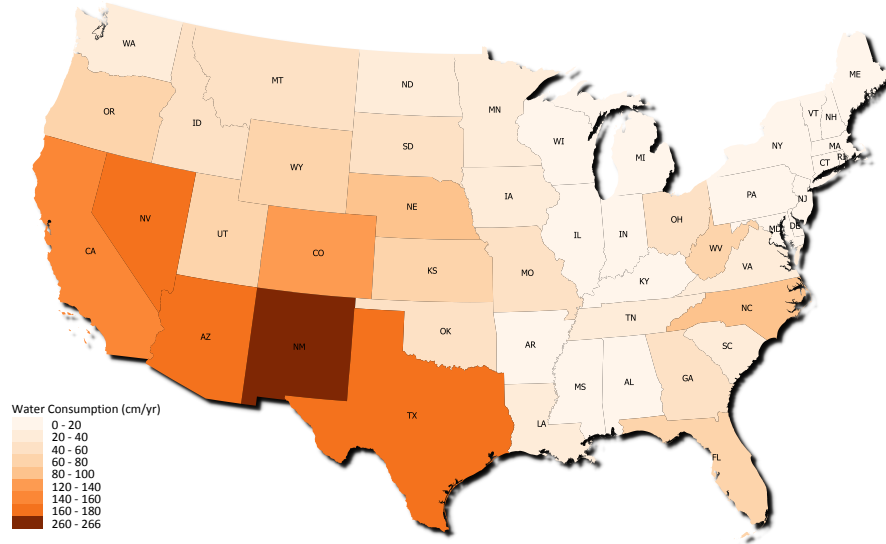 WA
MT
ND
MN
ME
OR
ID
SD
WI
VT
NH
NY
MA
MI
CT
RI
WY
NE
IA
PA
NJ
NV
UT
CO
IL
IN
OH
MD
DE
CA
KS
MO
WV
VA
KY
AZ
NM
OK
AR
TN
NC
SC
TX
MS
AL
GA
LA
FL
Water Consumption (cm/yr)
0 - 20
20 - 40
40 - 60
60 - 80
80 - 100
120 - 140
140 - 160
160 - 180
260 - 266